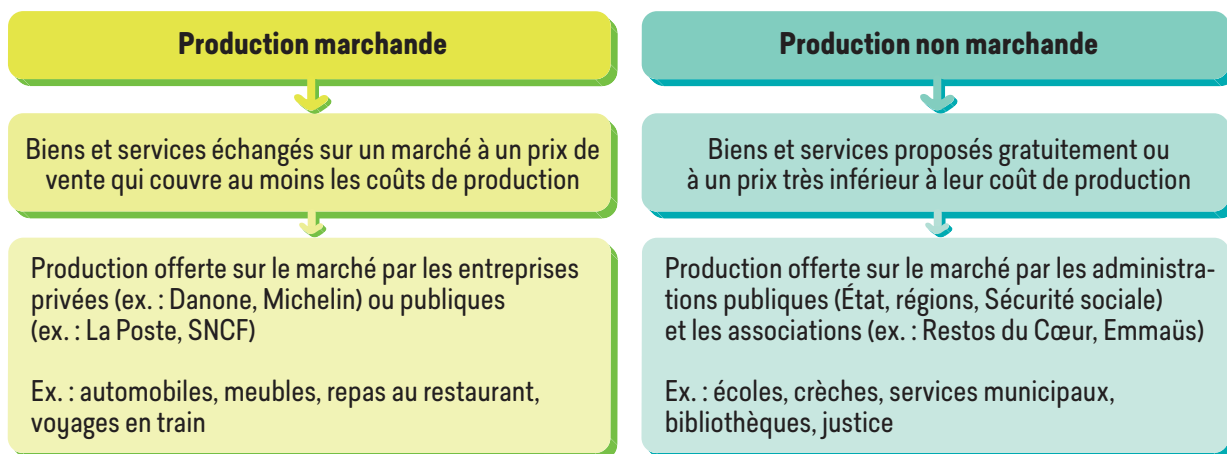 Production marchande
Biens et services échangés sur un marché à un prix de
vente qui couvre au moins les coûts de production
Production offerte sur le marché par les entreprises
privées (ex. : Danone, Michelin) ou publiques
(ex. : La Poste, SNCF)
Ex. : automobiles, meubles, repas au restaurant,
voyages en train
Production non marchande
Biens et services proposés gratuitement ou
à un prix très inférieur à leur coût de production
Production offerte sur le marché par les administra-
tions publiques (État, régions, Sécurité sociale)
et les associations (ex. : Restos du Cœur, Emmaüs)
Ex. : écoles, crèches, services municipaux,
bibliothèques, justice